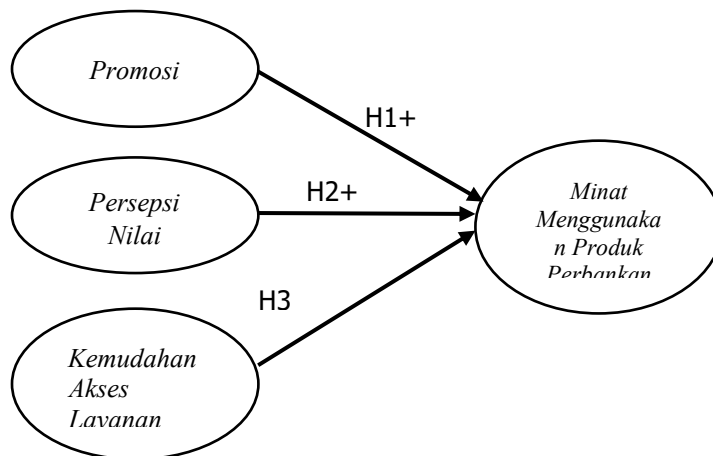 Promosi
H1+
Persepsi
Nilai
H2+
Minat
Menggunaka
n Produk
Perbankan
H3
Kemudahan
Akses
Layanan